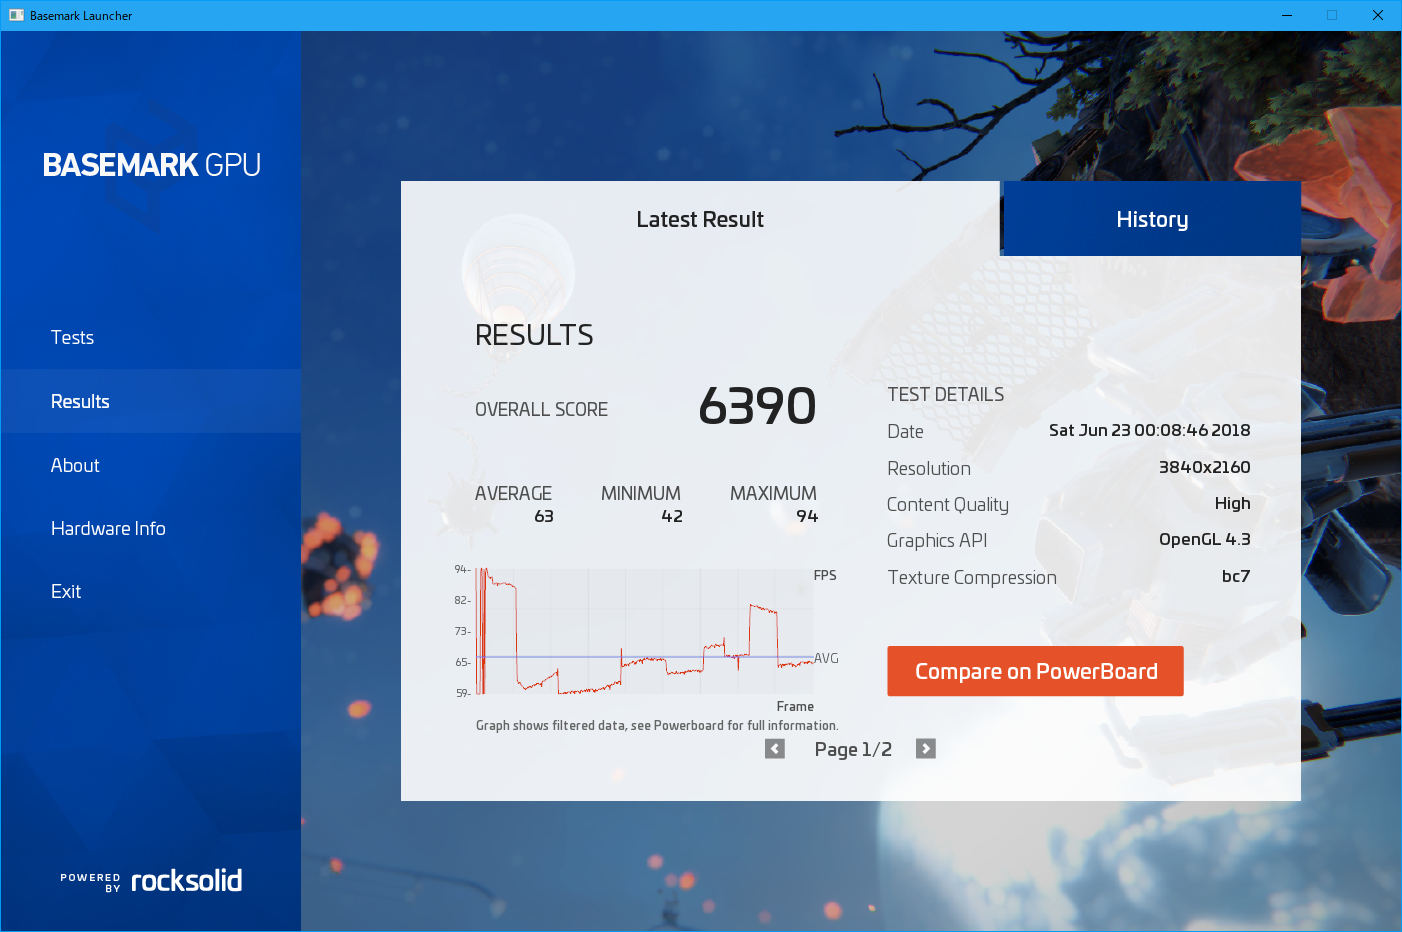 Basemark Launcher
BASEMARK GPU
Tests
Results
About
Hardware Info
Exit
POWERED
BY
rocksolid
Latest Result
History
RESULTS
OVERALL SCORE 6390
AVERAGE MINIMUM MAXIMUM
63 42 94
94-
82-
73-
65-
59-
FPS
AVG
Frame
Graph shows filtered data, see Powerboard for full information.
TEST DETAILS
Date Sat Jun 23 00:08:46 2018
Resolution 3840x2160
Content Quality High
Graphics API OpenGL 4.3
Texture Compression bc7
Compare on PowerBoard
Page 1/2